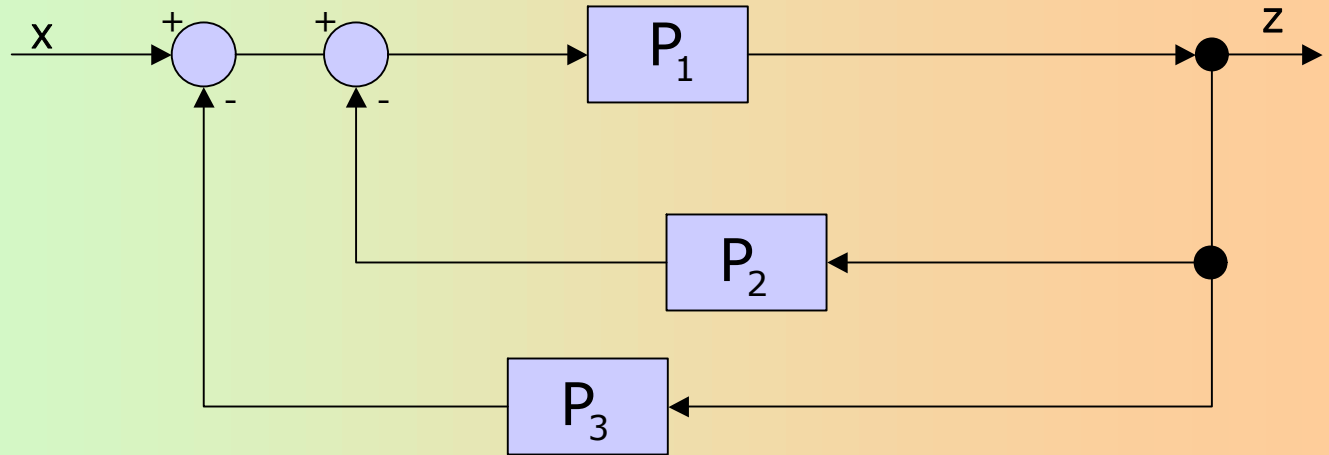 x + + P₁ z
- -
P₂
P₃